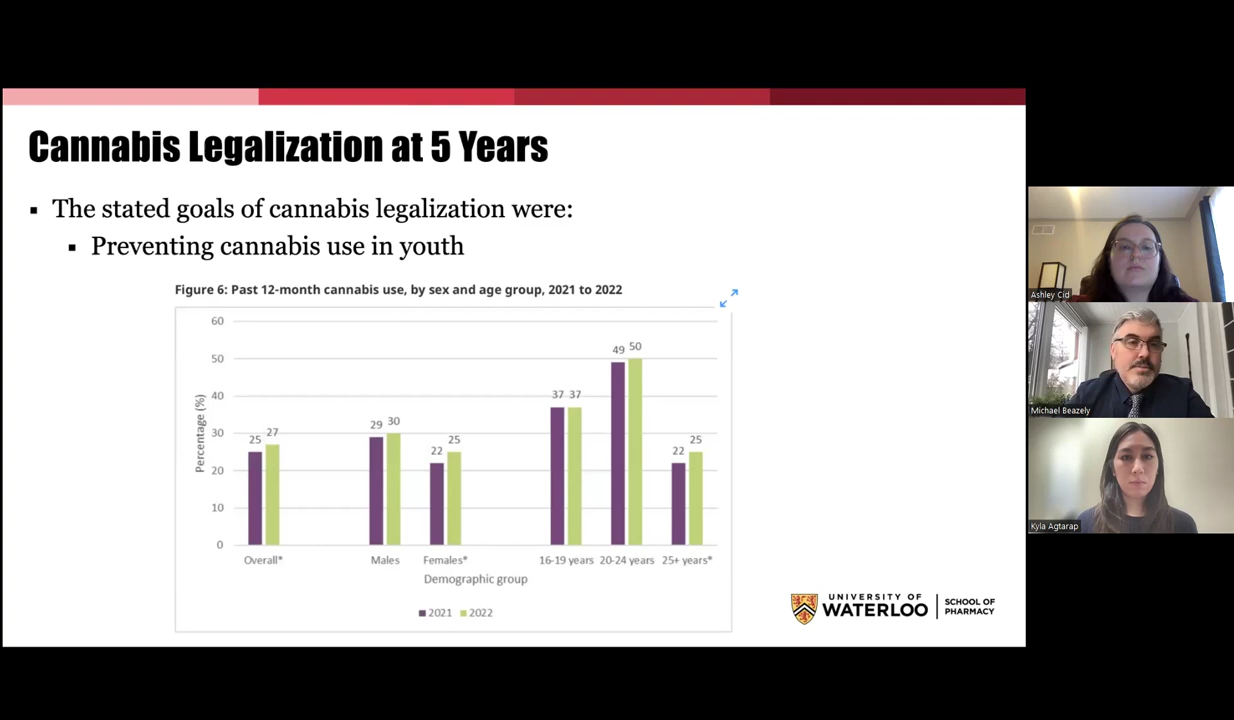 Cannabis Legalization at 5 Years
▪ The stated goals of cannabis legalization were:
▪ Preventing cannabis use in youth
Figure 6: Past 12-month cannabis use, by sex and age group, 2021 to 2022
Percentage (%)
60
50
40
30
20
10
0
25 27
29 30
22 25
37 37
49 50
22 25
Overall* Males Females* 16-19 years 20-24 years 25+ years*
Demographic group
2021 2022
UNIVERSITY OF
WATERLOO
SCHOOL OF
PHARMACY
Ashley Cid
Michael Beazely
Kyla Agtarap